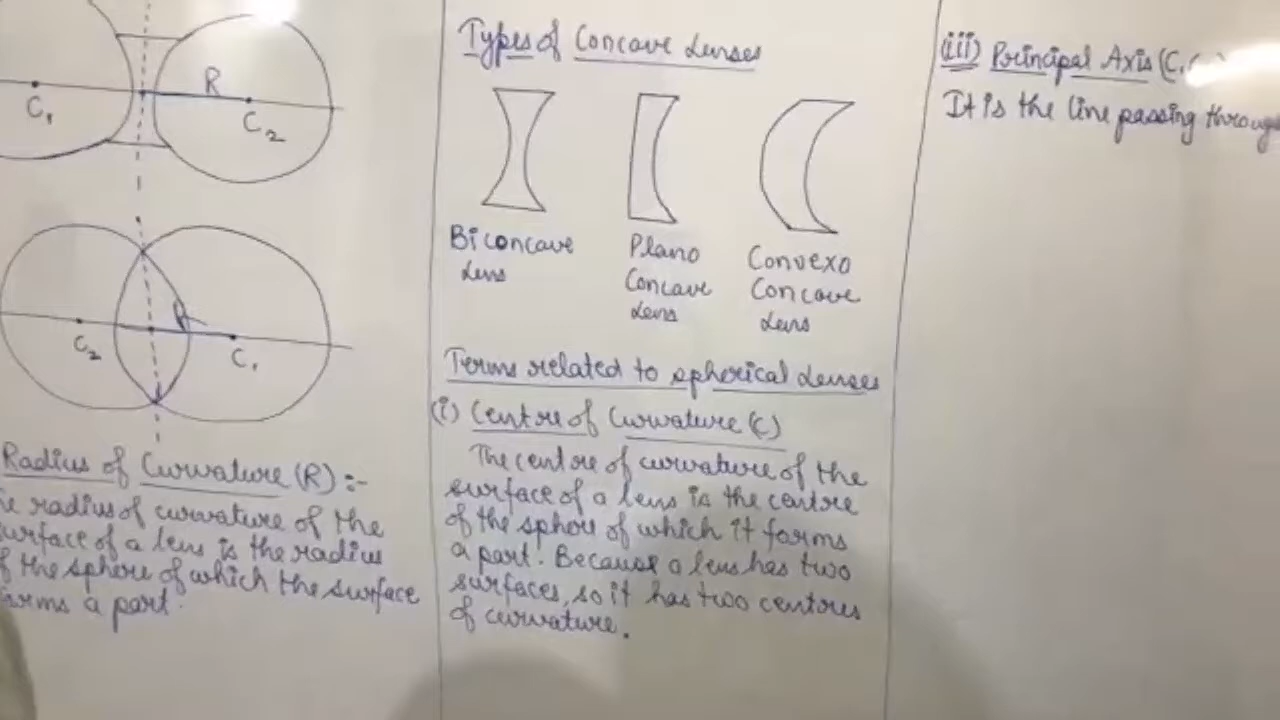 C₁
R
C₂
C₂
R
C₁
Radius of Curvature (R) :-
radius of curvature of the
surface of a lens is the radius
of the sphere of which the surface
forms a part.
Types of Concave Lenses
Biconcave
Lens
Plano
Concave
Lens
Convexo
Concave
Lens
Terms related to spherical Lenses
(i) Centre of Curvature (C)
The centre of curvature of the
surface of a lens is the centre
of the sphere of which it forms
a part. Because a lens has two
surfaces, so it has two centres
of curvature.
(iii) Principal Axis (C₁
It is the line passing through